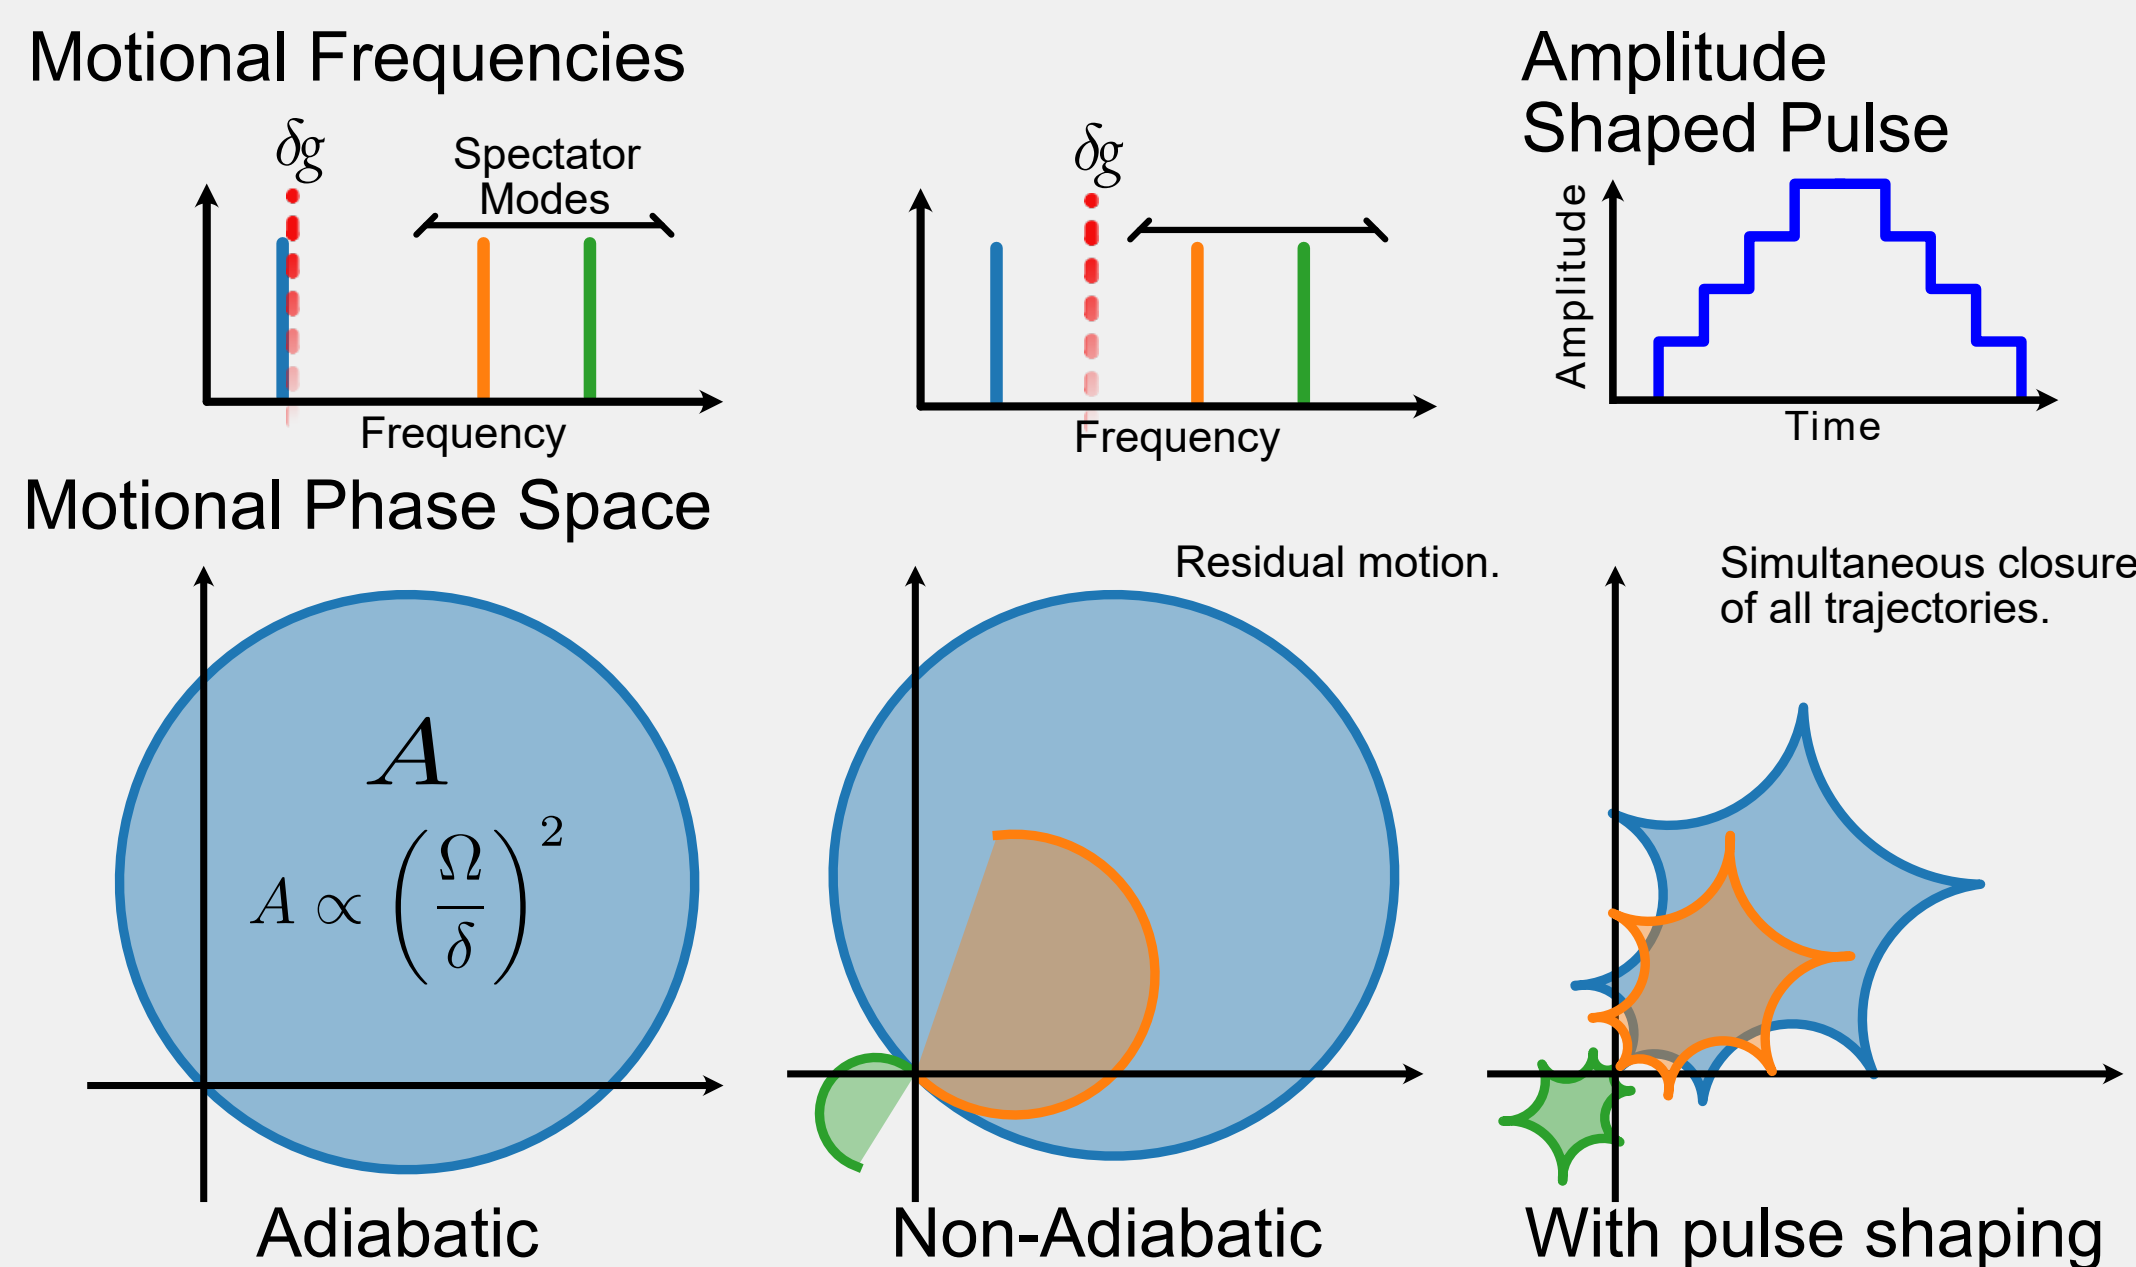 Motional Frequencies
Amplitude
Shaped Pulse
δg
Spectator
Modes
Frequency
δg
Frequency
Amplitude
Time
Motional Phase Space
A
A ∝ (Ω/δ)²
Adiabatic
Residual motion.
Non-Adiabatic
Simultaneous closure
of all trajectories.
With pulse shaping